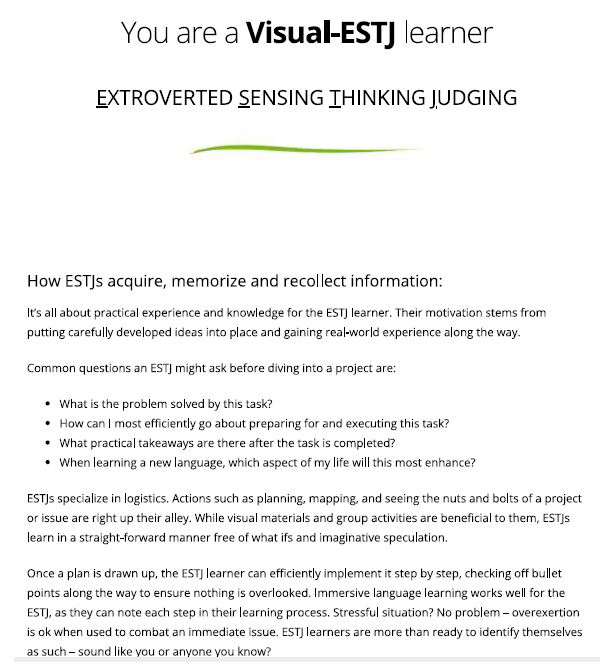 You are a Visual-ESTJ learner
EXTROVERTED SENSING THINKING JUDGING
How ESTJs acquire, memorize and recollect information:
It's all about practical experience and knowledge for the ESTJ learner. Their motivation stems from
putting carefully developed ideas into place and gaining real-world experience along the way.
Common questions an ESTJ might ask before diving into a project are:
• What is the problem solved by this task?
• How can I most efficiently go about preparing for and executing this task?
• What practical takeaways are there after the task is completed?
• When learning a new language, which aspect of my life will this most enhance?
ESTJs specialize in logistics. Actions such as planning, mapping, and seeing the nuts and bolts of a project
or issue are right up their alley. While visual materials and group activities are beneficial to them, ESTJs
learn in a straight-forward manner free of what ifs and imaginative speculation.
Once a plan is drawn up, the ESTJ learner can efficiently implement it step by step, checking off bullet
points along the way to ensure nothing is overlooked. Immersive language learning works well for the
ESTJ, as they can note each step in their learning process. Stressful situation? No problem – overexertion
is ok when used to combat an immediate issue. ESTJ learners are more than ready to identify themselves
as such – sound like you or anyone you know?